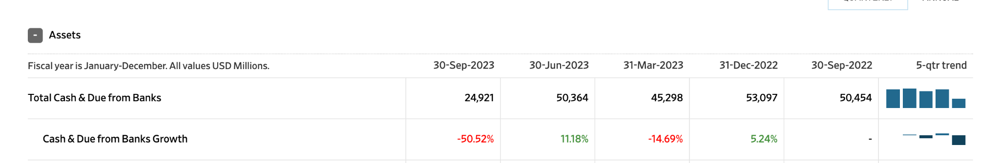 - Assets
Fiscal year is January-December. All values USD Millions. 30-Sep-2023 30-Jun-2023 31-Mar-2023 31-Dec-2022 30-Sep-2022 5-qtr trend
Total Cash & Due from Banks 24,921 50,364 45,298 53,097 50,454
Cash & Due from Banks Growth -50.52% 11.18% -14.69% 5.24% -